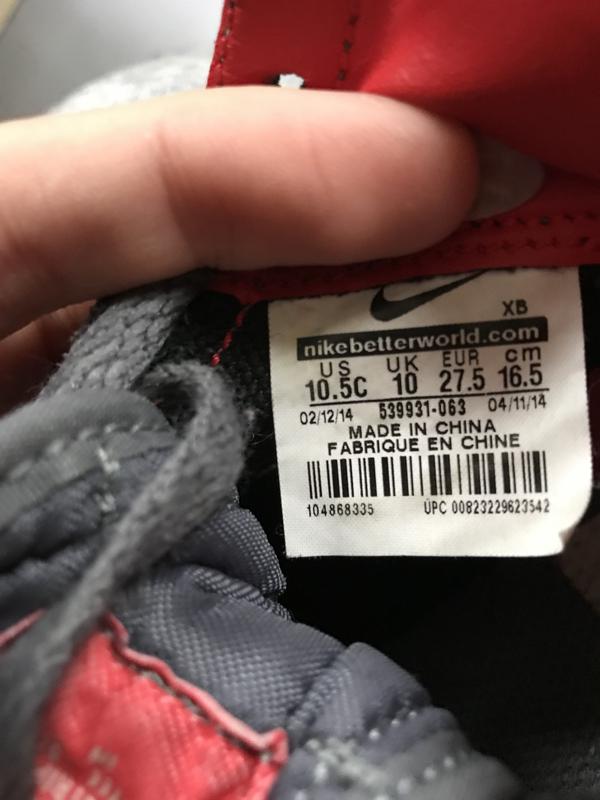 XB
nikebetterworld.com
US UK EUR cm
10.5C 10 27.5 16.5
02/12/14 539931-063 04/11/14
MADE IN CHINA
FABRIQUE EN CHINE
104868335 UPC 00823229623542